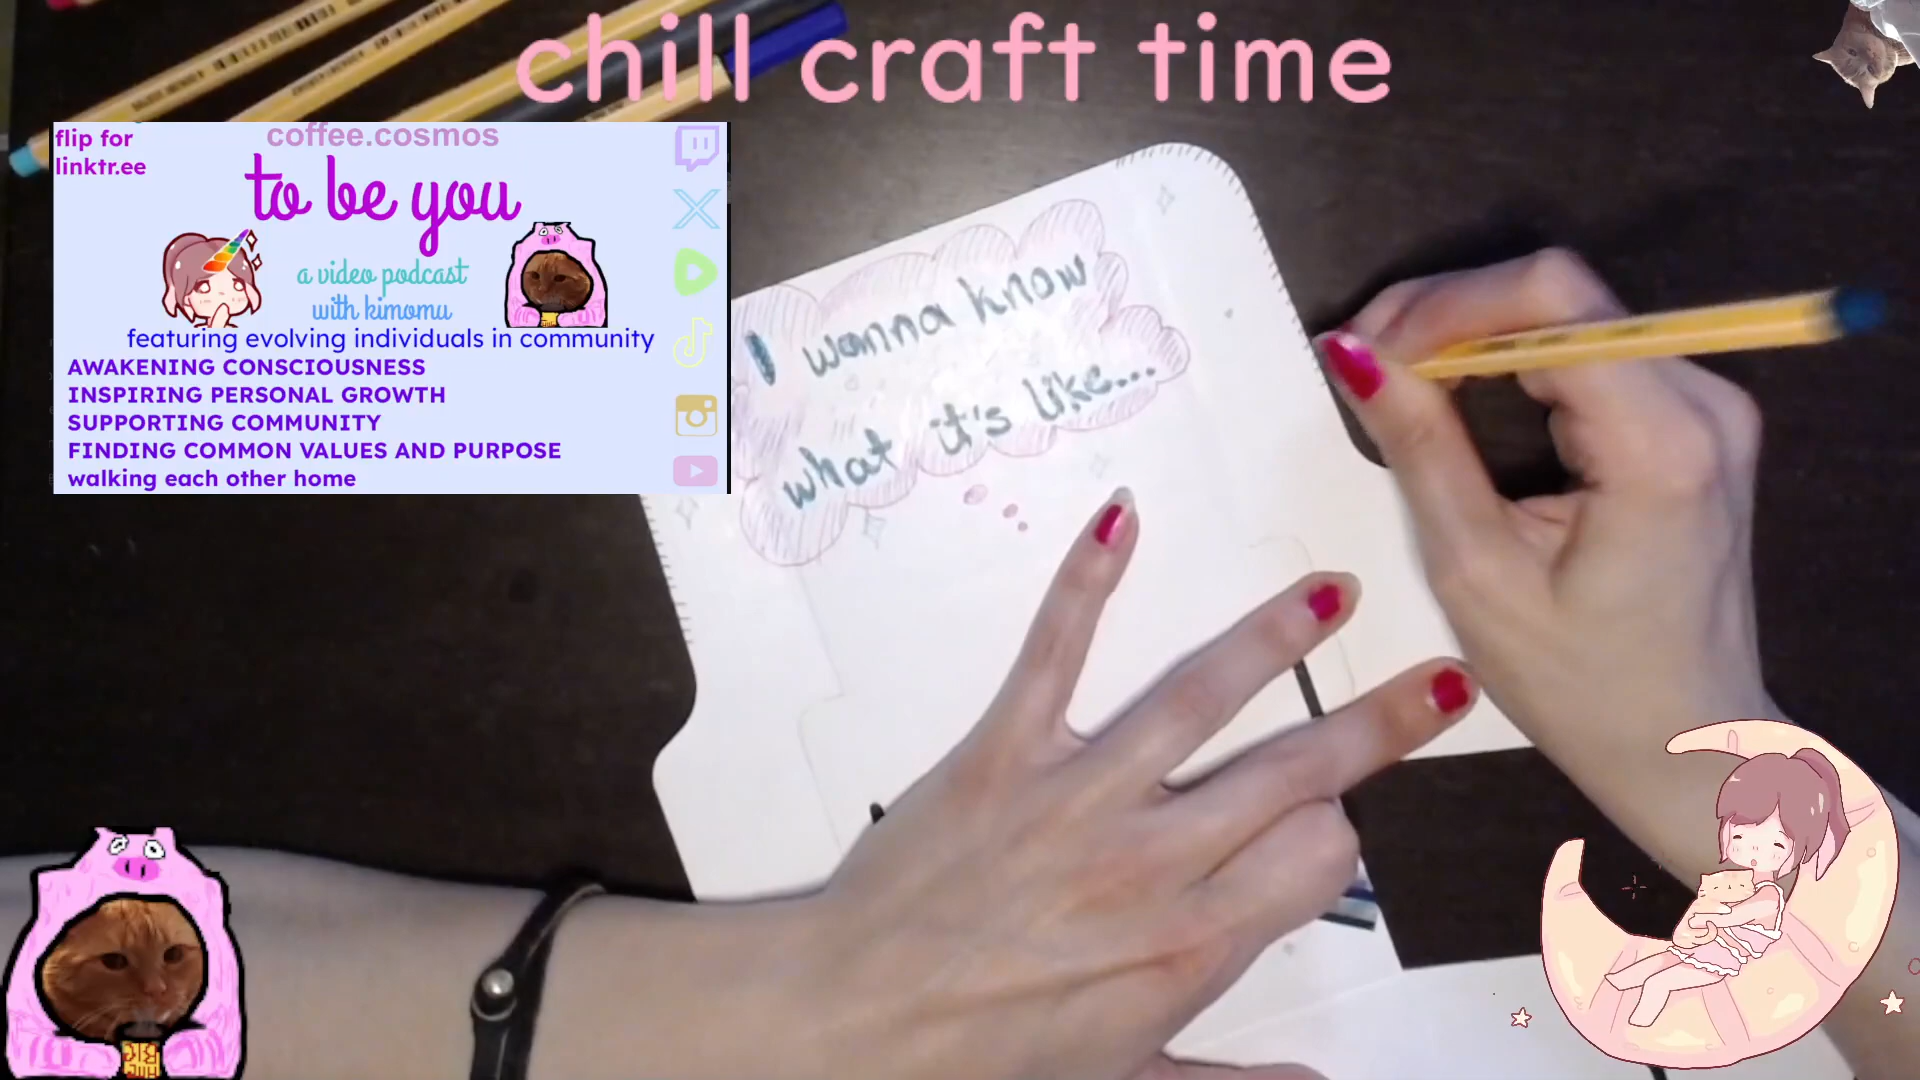 chill craft time
flip for
linktr.ee
coffee.cosmos
to be you
a video podcast
with kimomu
featuring evolving individuals in community
AWAKENING CONSCIOUSNESS
INSPIRING PERSONAL GROWTH
SUPPORTING COMMUNITY
FINDING COMMON VALUES AND PURPOSE
walking each other home
I wanna know
what it's like...